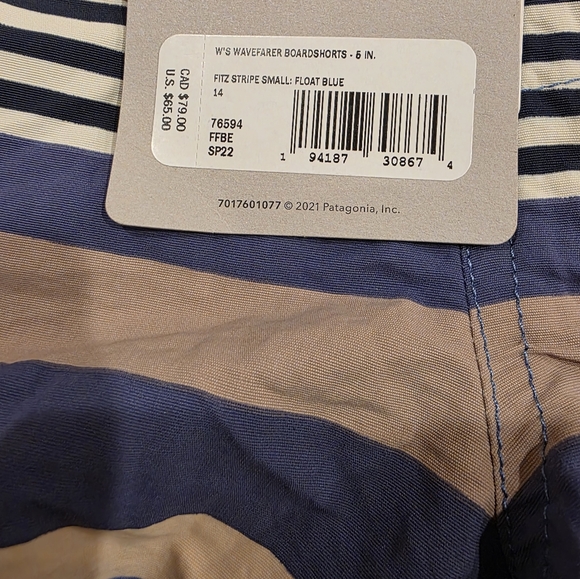 W'S WAVEFARER BOARDSHORTS - 5 IN.
FITZ STRIPE SMALL: FLOAT BLUE
14
76594
FFBE
SP22
1 94187 30867 4
CAD $79.00
U.S. $65.00
7017601077 © 2021 Patagonia, Inc.